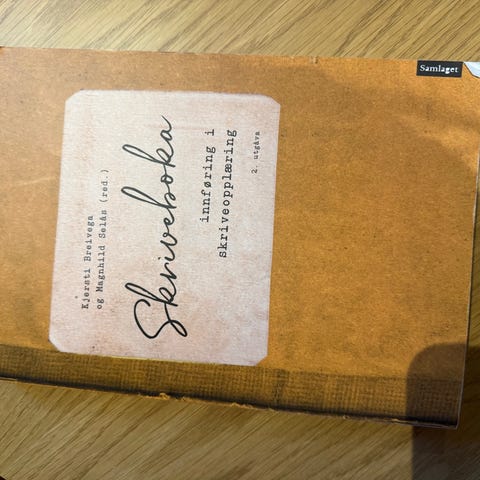 Kjersti Breivega
og Magnhild Selås (red.)
Skriveboka
innføring i
skriveopplæring
2. utgåva
Samlaget